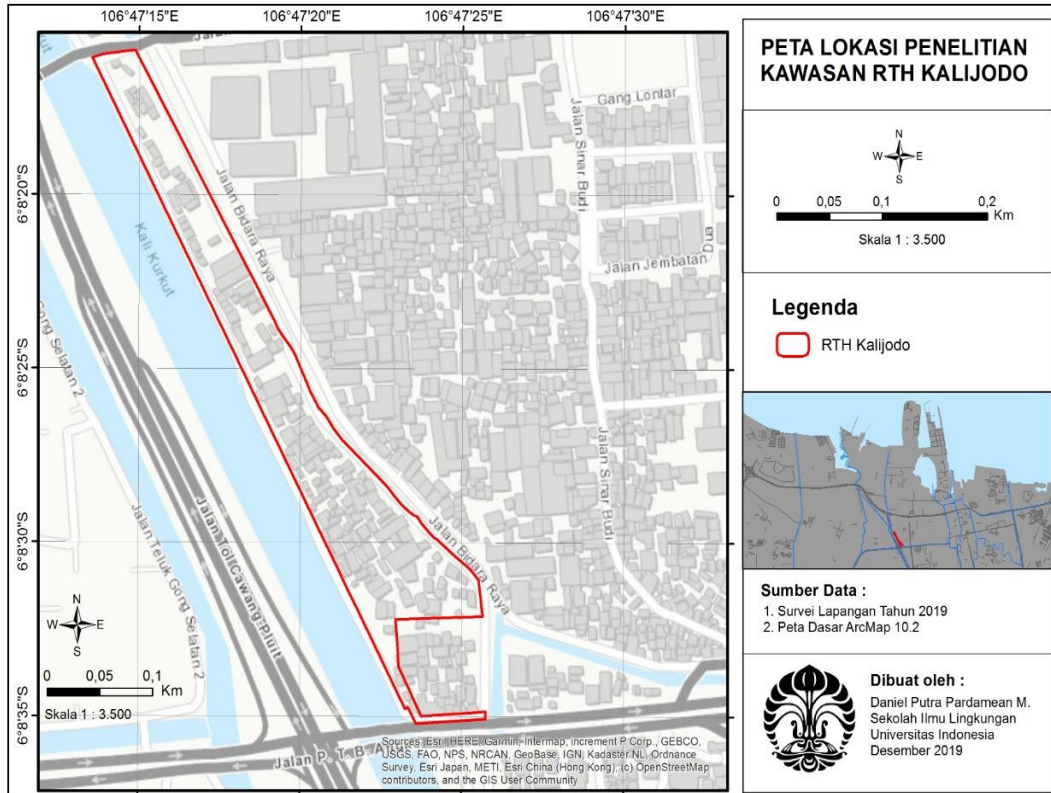 106°47'15"E
106°47'20"E
106°47'25"E
106°47'30"E
6°8'20"S
6°8'25"S
6°8'30"S
6°8'35"S
Gang Lontar
Jalan Sinar Budi
Jalan Bidara Raya
Dua
Jalan Jembatan
Kali Kurkut
Gong Selatan 2
Jalan Sinar Budi
Jalan Bidara Raya
Jalan Tol Cawang-Pluit
Jalan Teluk Gong Selatan 2
N
W E
S
0 0,05 0,1
Km
Skala 1 : 3.500
Jalan P. T. B.
Sources: Esri, HERE, Garmin, Intermap, increment P Corp., GEBCO,
USGS, FAO, NPS, NRCAN, GeoBase, IGN, Kadaster NL, Ordnance
Survey, Esri Japan, METI, Esri China (Hong Kong), (c) OpenStreetMap
contributors, and the GIS User Community
PETA LOKASI PENELITIAN
KAWASAN RTH KALIJODO
N
W E
S
0 0,05 0,1 0,2
Km
Skala 1 : 3.500
Legenda
RTH Kalijodo
Sumber Data :
1. Survei Lapangan Tahun 2019
2. Peta Dasar ArcMap 10.2
Dibuat oleh :
Daniel Putra Pardamean M.
Sekolah Ilmu Lingkungan
Universitas Indonesia
Desember 2019